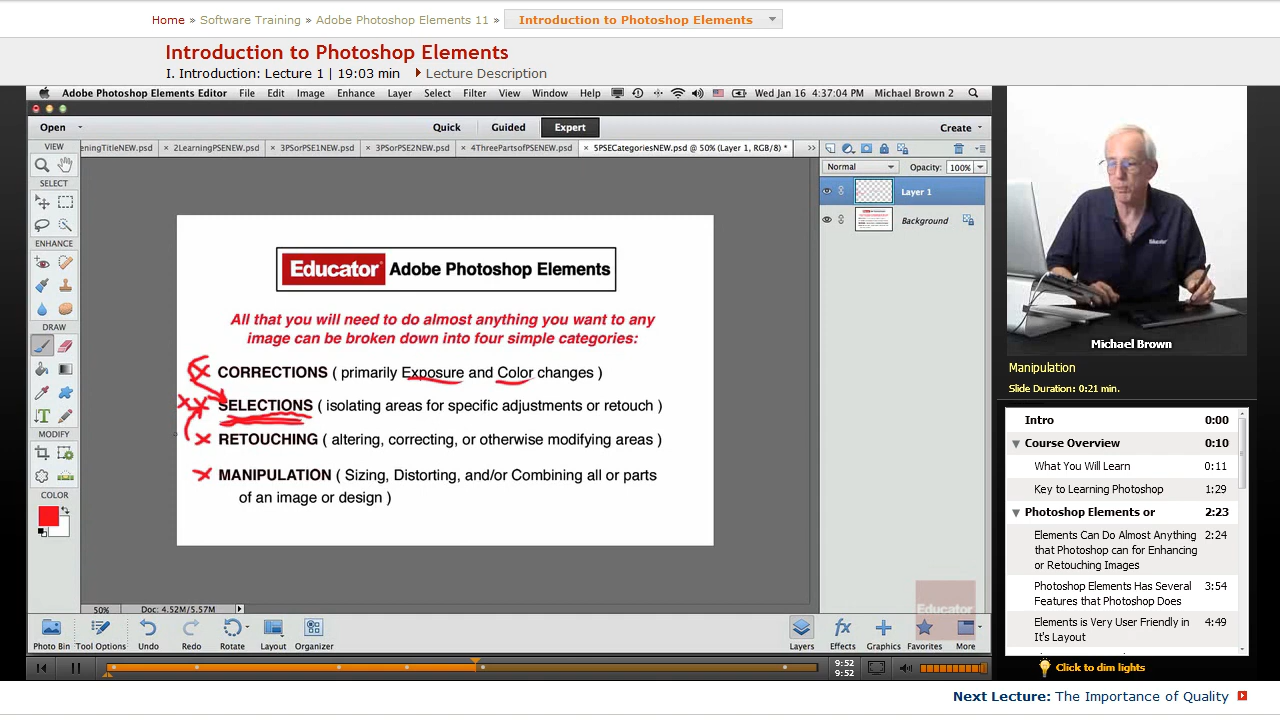 Home » Software Training » Adobe Photoshop Elements 11 » Introduction to Photoshop Elements
Introduction to Photoshop Elements
I. Introduction: Lecture 1 | 19:03 min Lecture Description
Adobe Photoshop Elements Editor File Edit Image Enhance Layer Select Filter View Window Help Wed Jan 16 4:37:04 PM Michael Brown 2
Open Quick Guided Expert Create
eningTitleNEW.psd × 2LearningPSENEW.psd × 3PSorPSE1NEW.psd × 3PSorPSE2NEW.psd × 4ThreePartsofPSENEW.psd × 5PSECategoriesNEW.psd @ 50% (Layer 1, RGB/8) * »
VIEW
SELECT
ENHANCE
DRAW
MODIFY
COLOR
Normal Opacity: 100%
Layer 1
Background
Educator Adobe Photoshop Elements
All that you will need to do almost anything you want to any
image can be broken down into four simple categories:
CORRECTIONS ( primarily Exposure and Color changes )
SELECTIONS ( isolating areas for specific adjustments or retouch )
RETOUCHING ( altering, correcting, or otherwise modifying areas )
MANIPULATION ( Sizing, Distorting, and/or Combining all or parts
of an image or design )
50% Doc: 4.52M/5.57M
Educator
Photo Bin Tool Options Undo Redo Rotate Layout Organizer Layers Effects Graphics Favorites More
9:52
9:52
Educator
Michael Brown
Manipulation
Slide Duration: 0:21 min.
Intro 0:00
Course Overview 0:10
What You Will Learn 0:11
Key to Learning Photoshop 1:29
Photoshop Elements or 2:23
Elements Can Do Almost Anything 2:24
that Photoshop can for Enhancing
or Retouching Images
Photoshop Elements Has Several 3:54
Features that Photoshop Does
Elements is Very User Friendly in 4:49
It's Layout
Click to dim lights
Next Lecture: The Importance of Quality